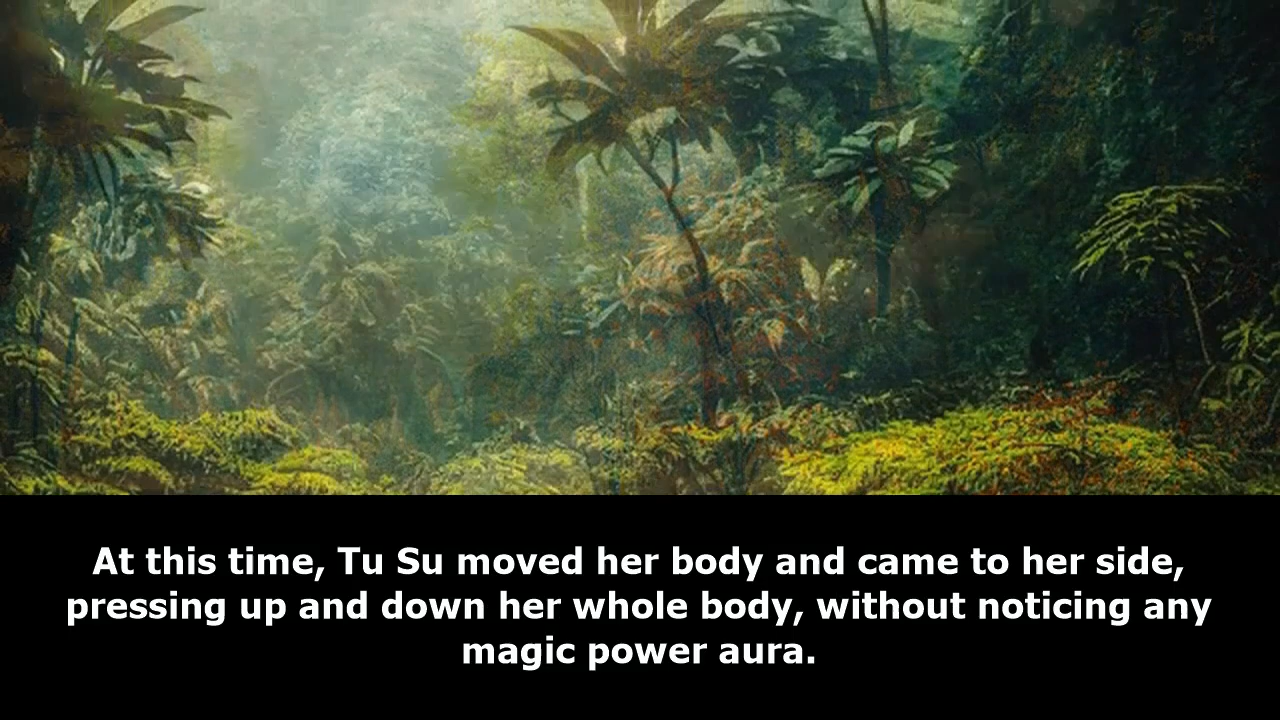 At this time, Tu Su moved her body and came to her side,
pressing up and down her whole body, without noticing any
magic power aura.